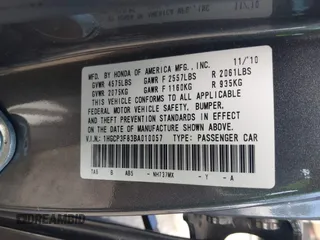 MFD. BY HONDA OF AMERICA MFG., INC. 11/'10
GVWR 4575LBS GAWR F 2557LBS R 2061LBS
GVWR 2075KG GAWR F 1160KG R 935KG
THIS VEHICLE CONFORMS TO ALL APPLICABLE
FEDERAL MOTOR VEHICLE SAFETY, BUMPER,
AND THEFT PREVENTION STANDARDS IN EFFECT
ON THE DATE OF MANUFACTURE SHOWN ABOVE.
V.I.N.: 1HGCP3F83BA010057 TYPE: PASSENGER CAR
TA0 B AB5 - NH737MX - Y - A
DREAMBID